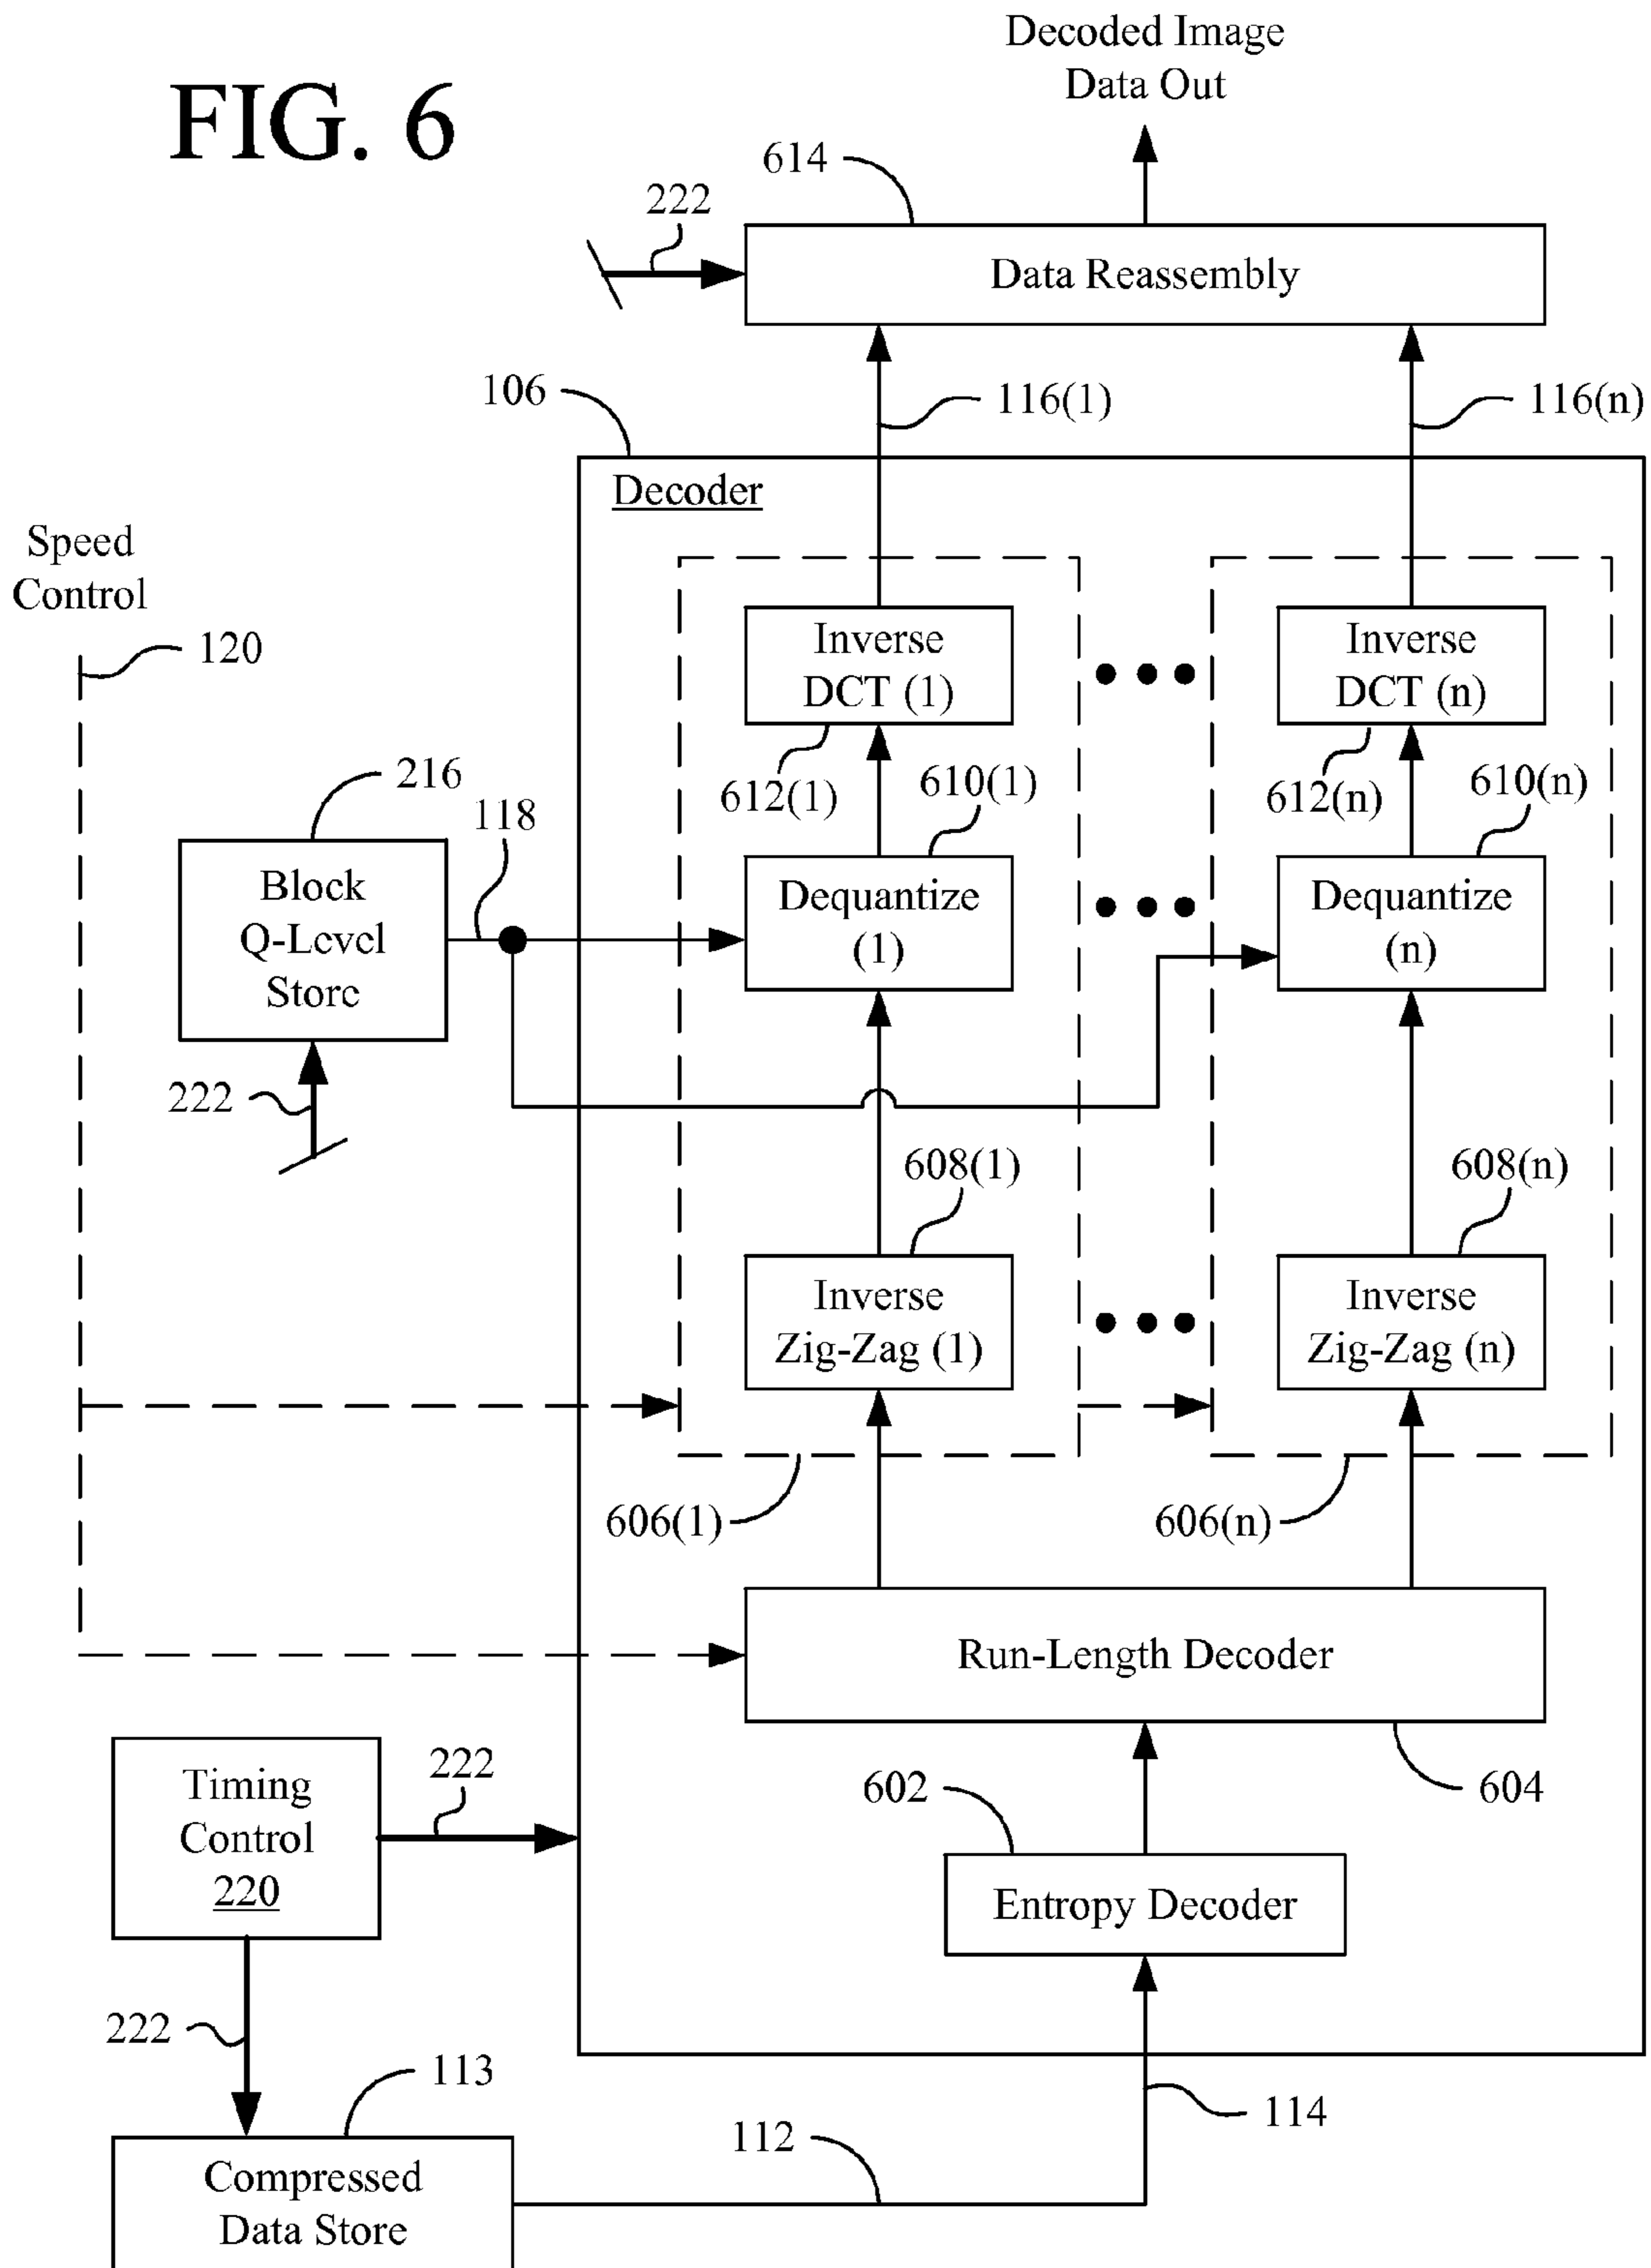 FIG. 6
Decoded Image
Data Out
614
222
Data Reassembly
106
116(1)
116(n)
Decoder
Speed
Control
120
Inverse
DCT (1)
Inverse
DCT (n)
216
118
612(1)
610(1)
612(n)
610(n)
Block
Q-Level
Store
Dequantize
(1)
Dequantize
(n)
222
608(1)
608(n)
Inverse
Zig-Zag (1)
Inverse
Zig-Zag (n)
606(1)
606(n)
Run-Length Decoder
Timing
Control
220
222
602
604
Entropy Decoder
222
113
114
112
Compressed
Data Store